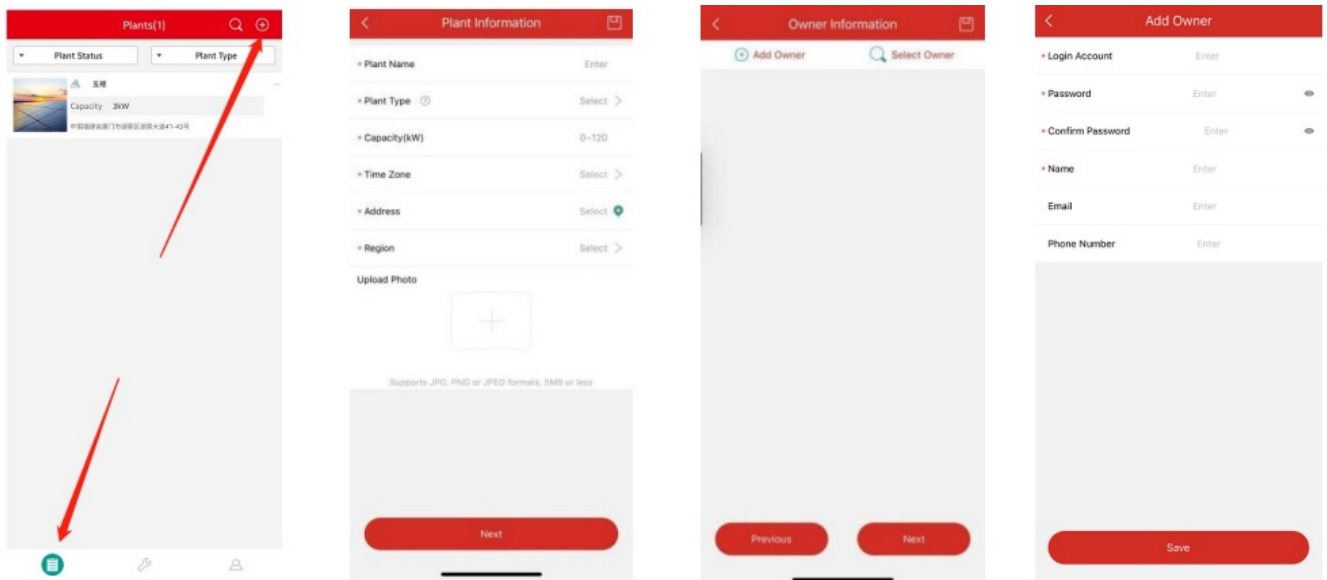 Plants(1)
Plant Status
Plant Type
五楼
Capacity 3kW
Plant Information
* Plant Name Enter
* Plant Type ? Select >
* Capacity(kW) 0~120
* Time Zone Select >
* Address Select
* Region Select >
Upload Photo
Supports JPG, PNG or JPEG formats, 5MB or less
Next
Owner Information
Add Owner
Select Owner
Previous
Next
Add Owner
* Login Account Enter
* Password Enter
* Confirm Password Enter
* Name Enter
Email Enter
Phone Number Enter
Save